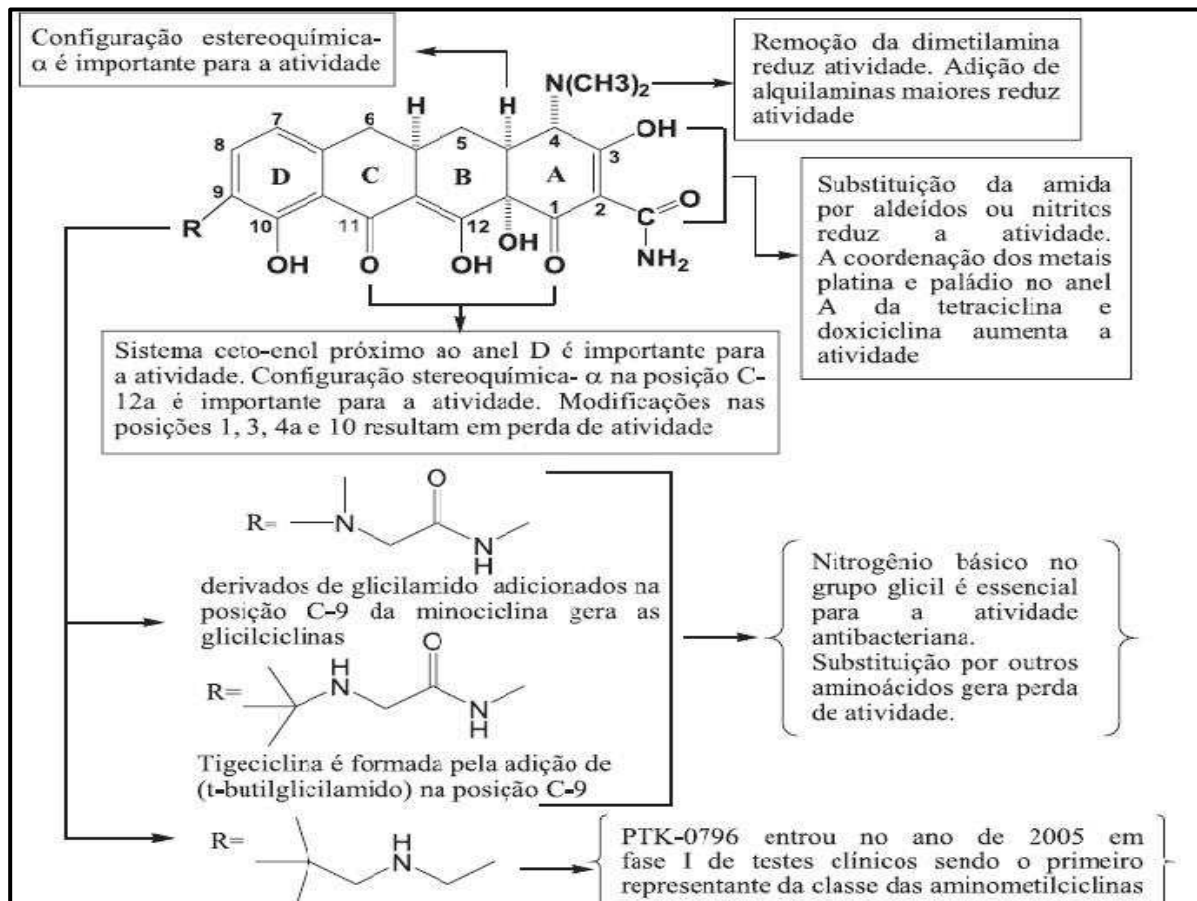 Configuração estereoquímica-
α é importante para a atividade
Remoção da dimetilamina
reduz atividade. Adição de
alquilaminas maiores reduz
atividade
H
H
N(CH3)2
7
6
5
4
OH
8
3
D
C
B
A
9
O
R
10
11
12
1
2
C
OH
O
OH
OH
O
NH2
Substituição da amida
por aldeídos ou nitritos
reduz a atividade.
A coordenação dos metais
platina e paládio no anel
A da tetraciclina e
doxiciclina aumenta a
atividade
Sistema ceto-enol próximo ao anel D é importante para
a atividade. Configuração stereoquímica- α na posição C-
12a é importante para a atividade. Modificações nas
posições 1, 3, 4a e 10 resultam em perda de atividade
O
R=
N
N
H
derivados de glicilamido adicionados na
posição C-9 da minociclina gera as
glicilciclinas
H
N
O
R=
N
H
Tigeciclina é formada pela adição de
(t-butilglicilamido) na posição C-9
Nitrogênio básico no
grupo glicil é essencial
para a atividade
antibacteriana.
Substituição por outros
aminoácidos gera perda
de atividade.
R=
H
N
PTK-0796 entrou no ano de 2005 em
fase I de testes clínicos sendo o primeiro
representante da classe das aminometilciclinas